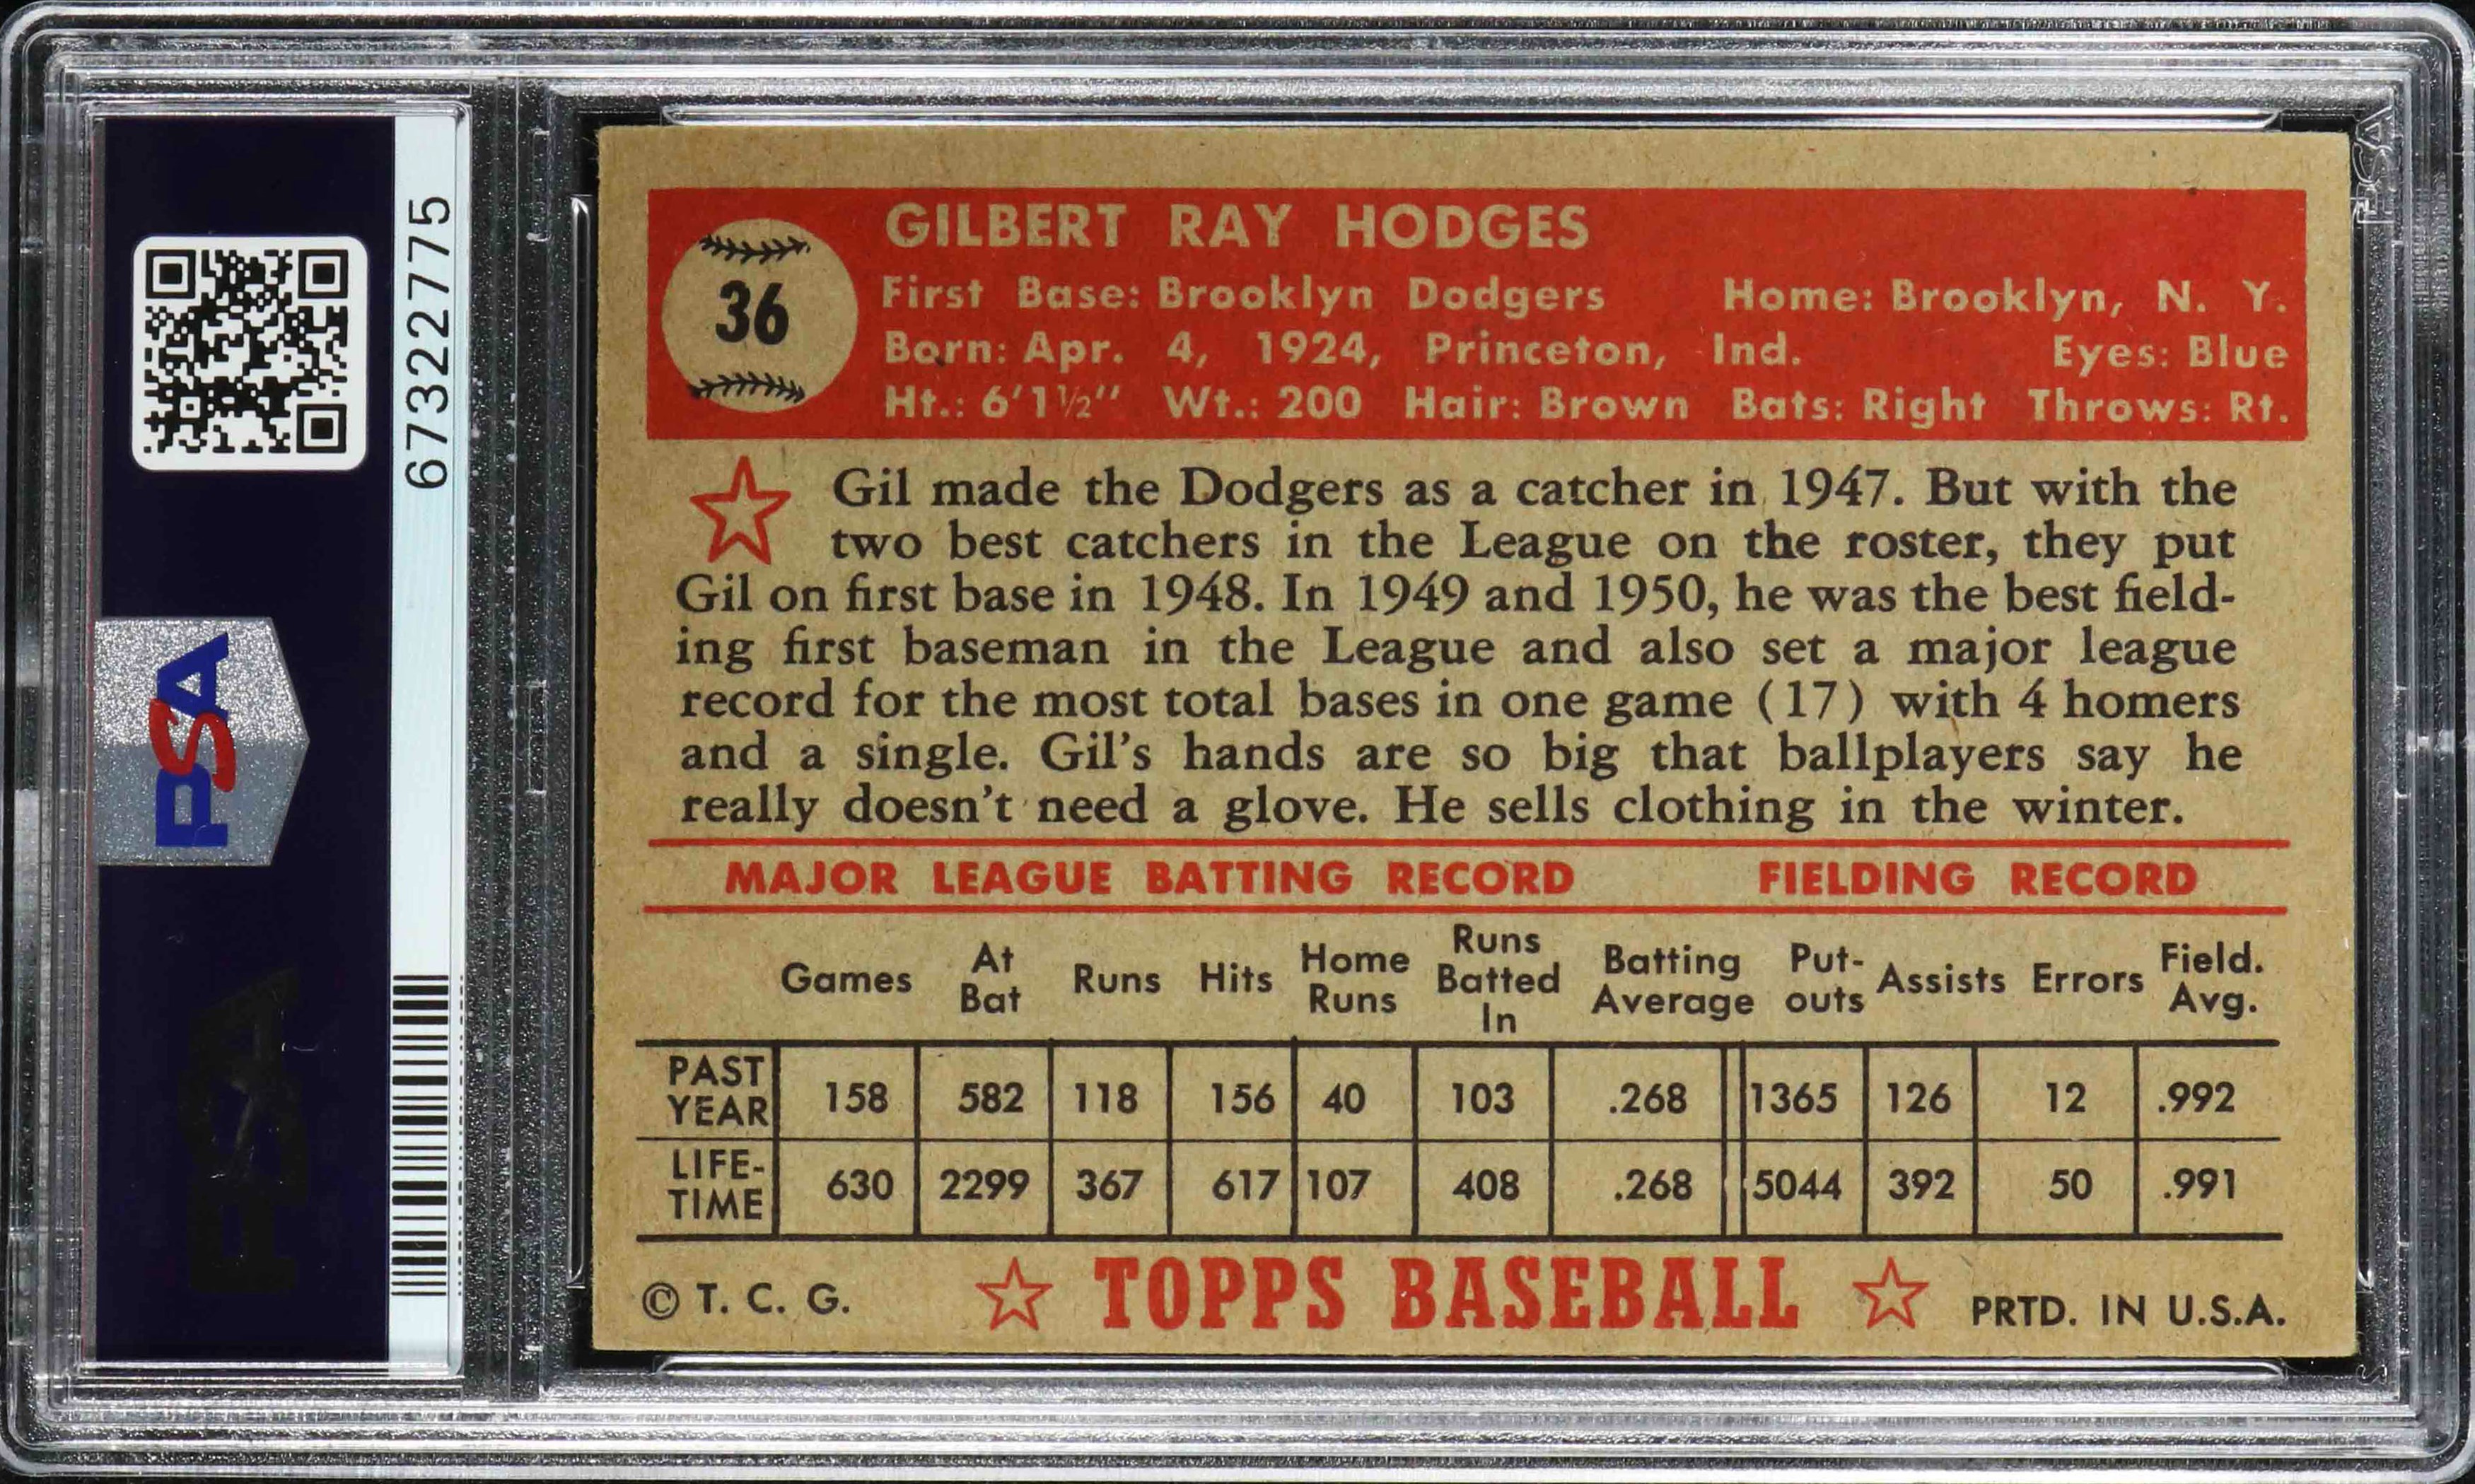 67322775
PSA
PSA
36
GILBERT RAY HODGES
First Base: Brooklyn Dodgers Home: Brooklyn, N. Y.
Born: Apr. 4, 1924, Princeton, Ind. Eyes: Blue
Ht.: 6'1½" Wt.: 200 Hair: Brown Bats: Right Throws: Rt.
Gil made the Dodgers as a catcher in 1947. But with the
two best catchers in the League on the roster, they put
Gil on first base in 1948. In 1949 and 1950, he was the best field-
ing first baseman in the League and also set a major league
record for the most total bases in one game (17) with 4 homers
and a single. Gil's hands are so big that ballplayers say he
really doesn't need a glove. He sells clothing in the winter.
MAJOR LEAGUE BATTING RECORD FIELDING RECORD
Games At Bat Runs Hits Home Runs Runs Batted In Batting Average Put-outs Assists Errors Field. Avg.
PAST YEAR 158 582 118 156 40 103 .268 1365 126 12 .992
LIFE-TIME 630 2299 367 617 107 408 .268 5044 392 50 .991
© T. C. G. TOPPS BASEBALL PRTD. IN U.S.A.
PSA